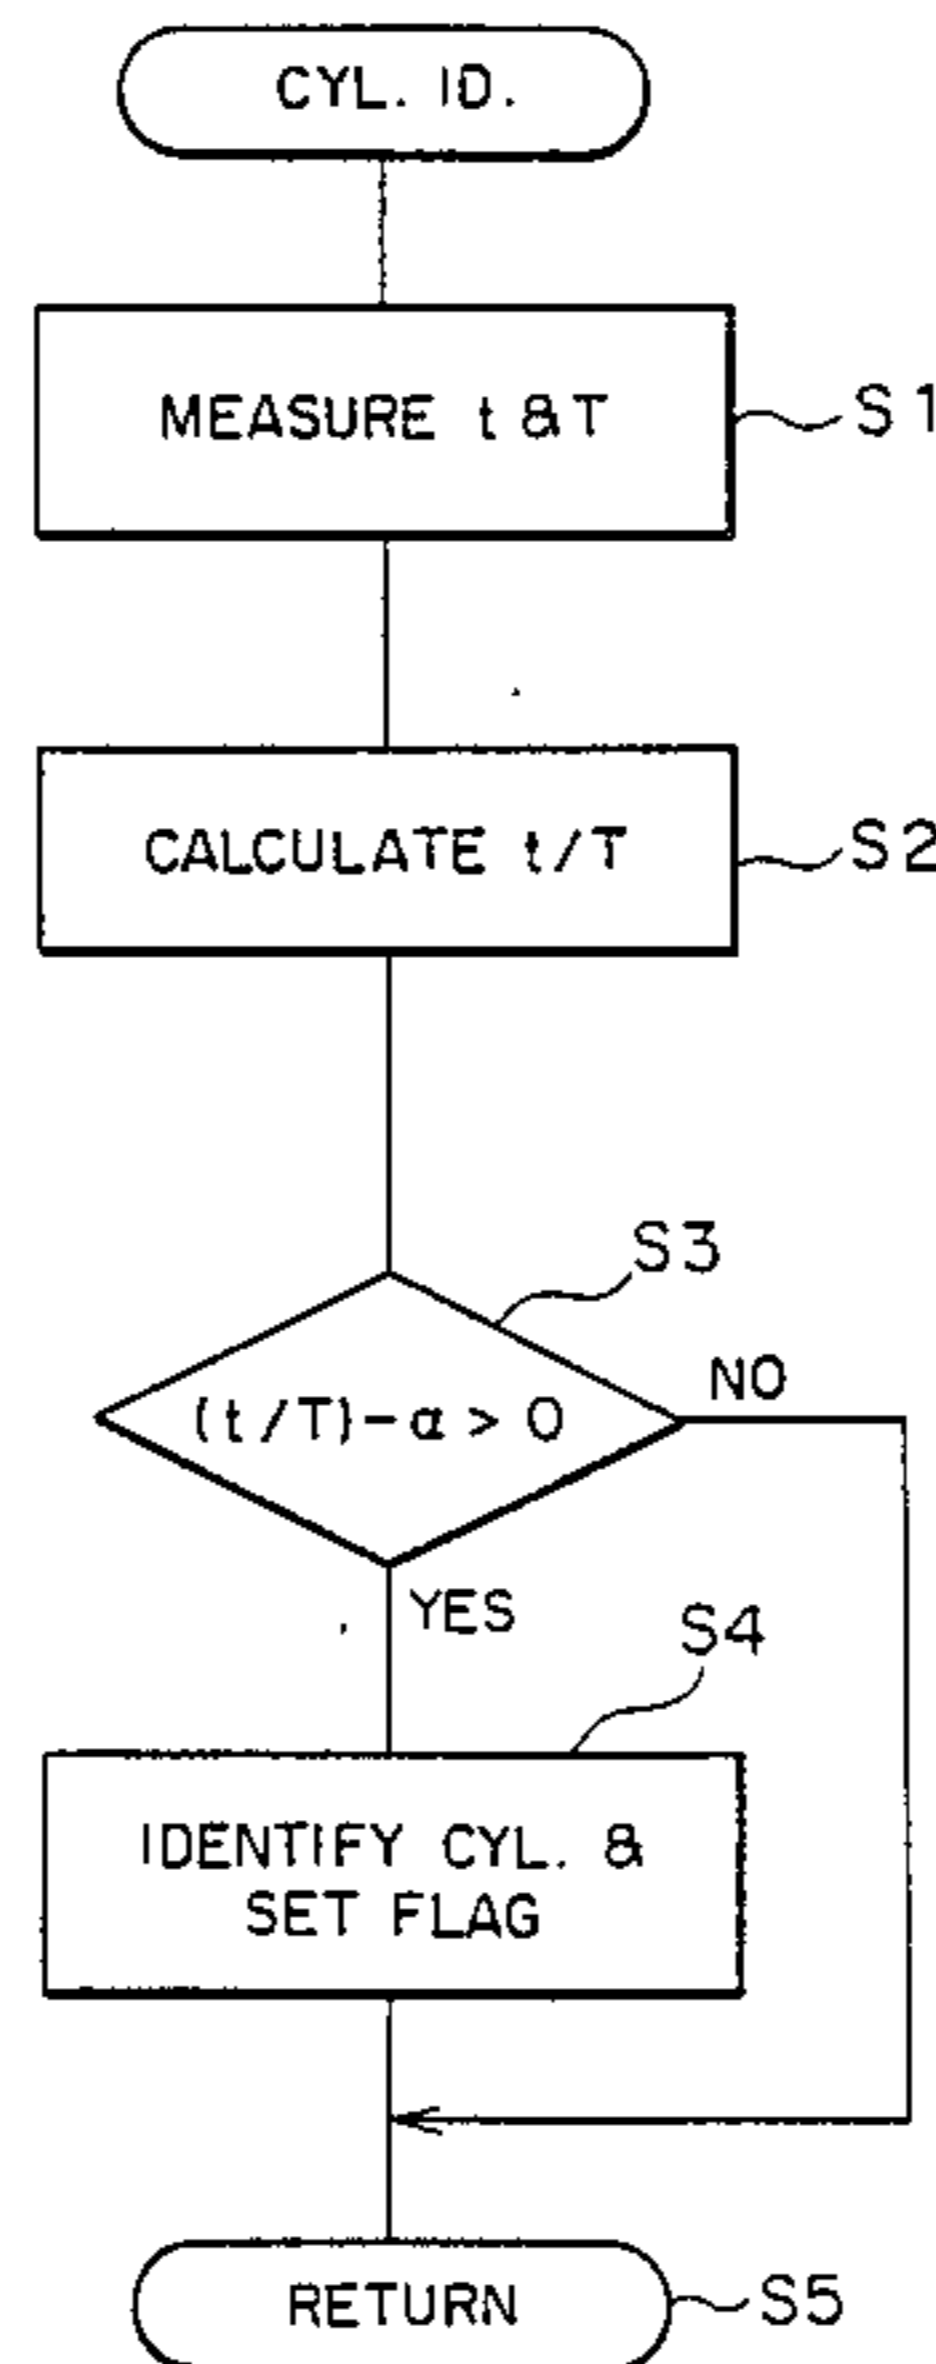 CYL. ID.
MEASURE t & T
S1
CALCULATE t/T
S2
S3
(t/T)-α > 0
NO
YES
S4
IDENTIFY CYL. &
SET FLAG
RETURN
S5